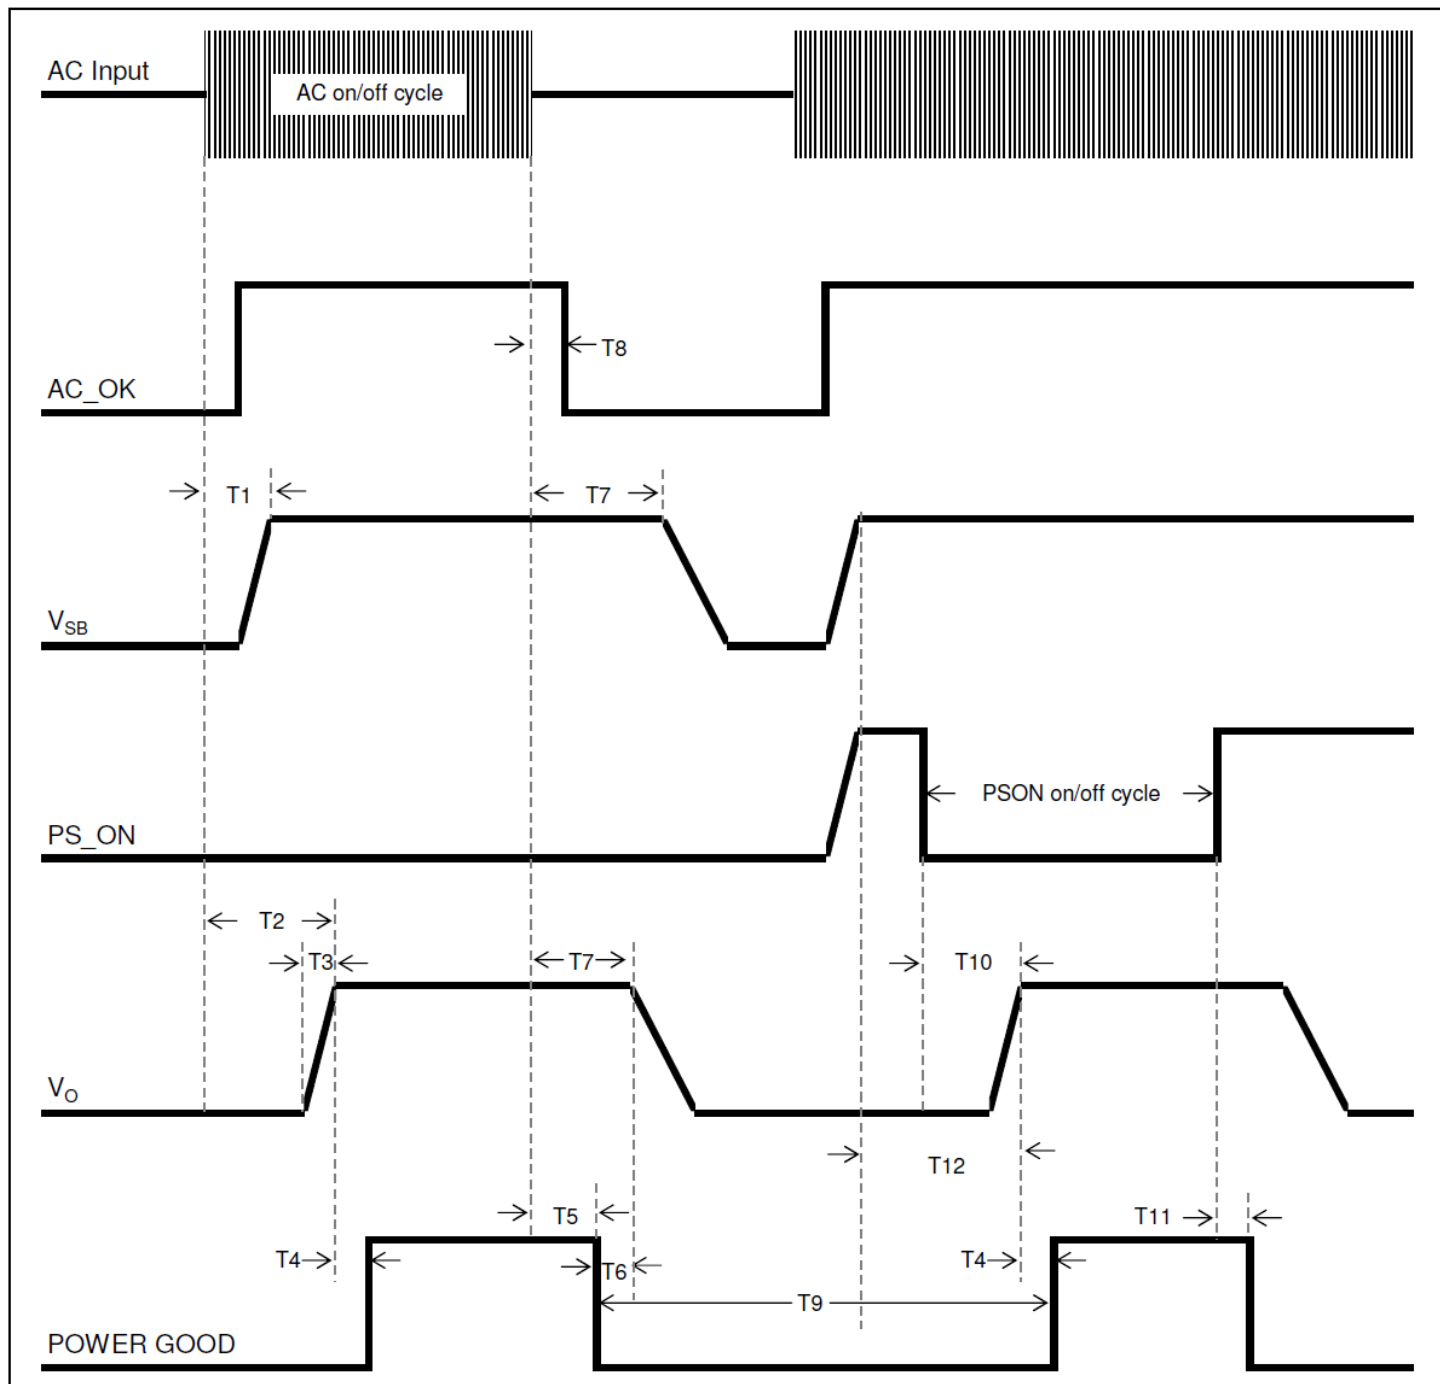 AC Input
AC on/off cycle
T8
AC_OK
T1
T7
VSB
PSON on/off cycle
PS_ON
T2
T3
T7
T10
VO
T12
T5
T11
T4
T6
T4
T9
POWER GOOD